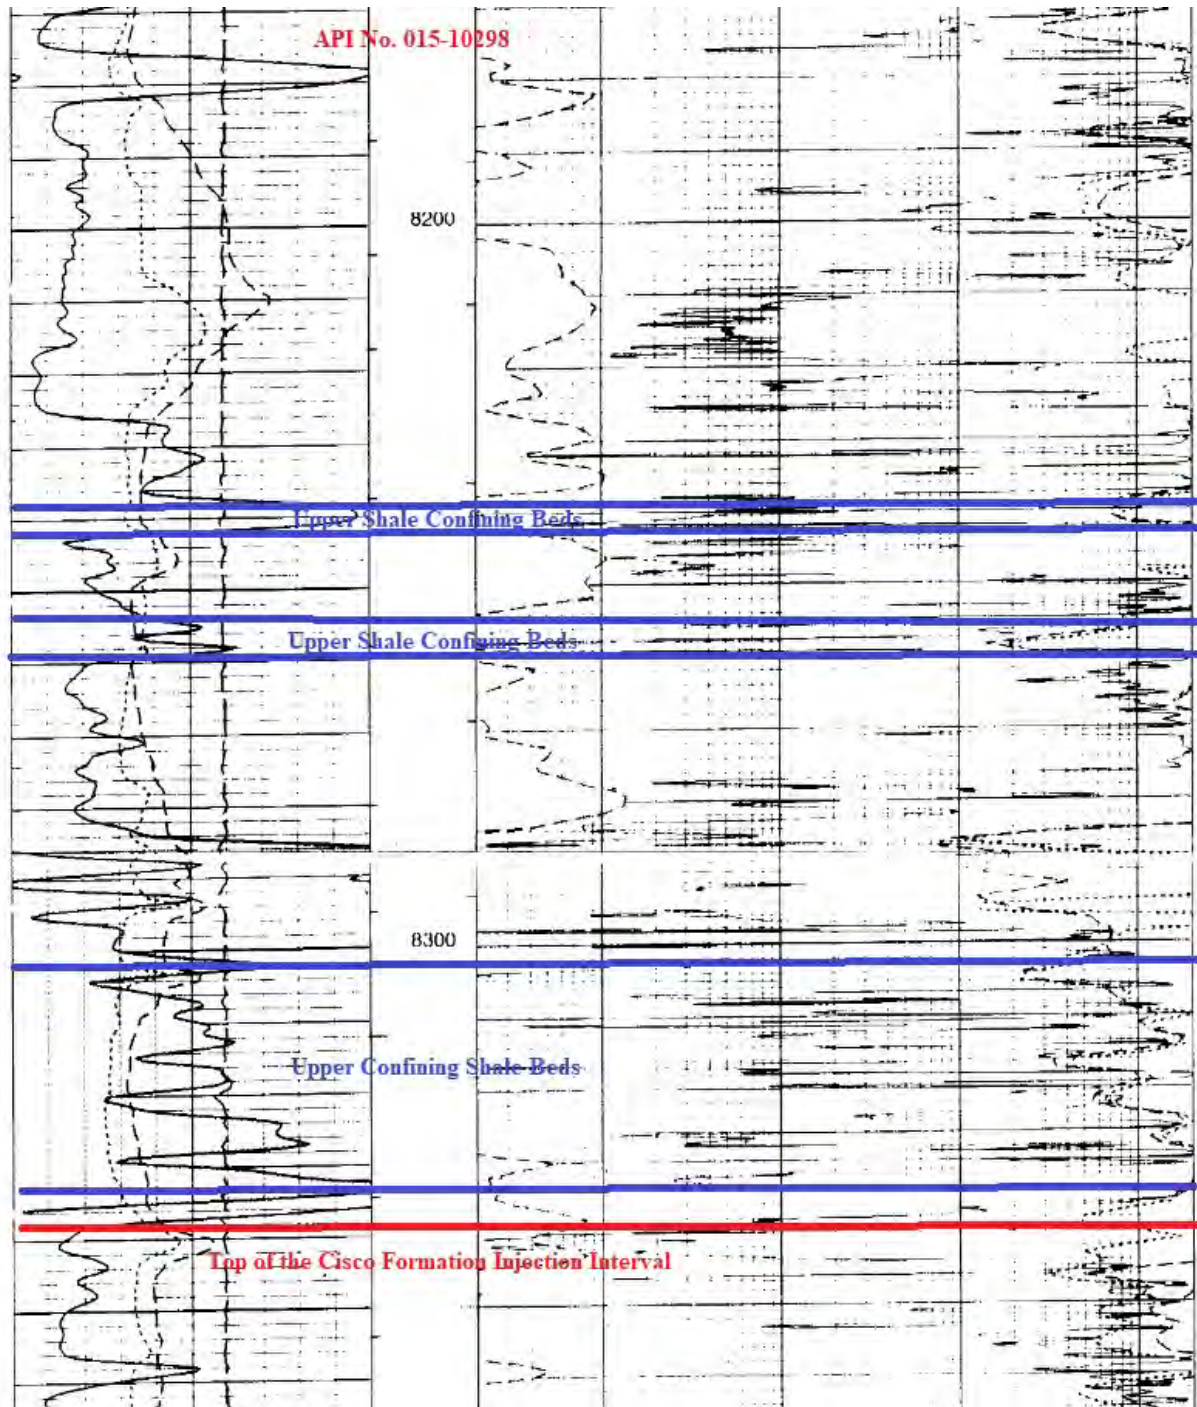 API No. 015-10298
8200
Upper Shale Confining Beds
Upper Shale Confining Beds
8300
Upper Confining Shale Beds
Top of the Cisco Formation Injection Interval